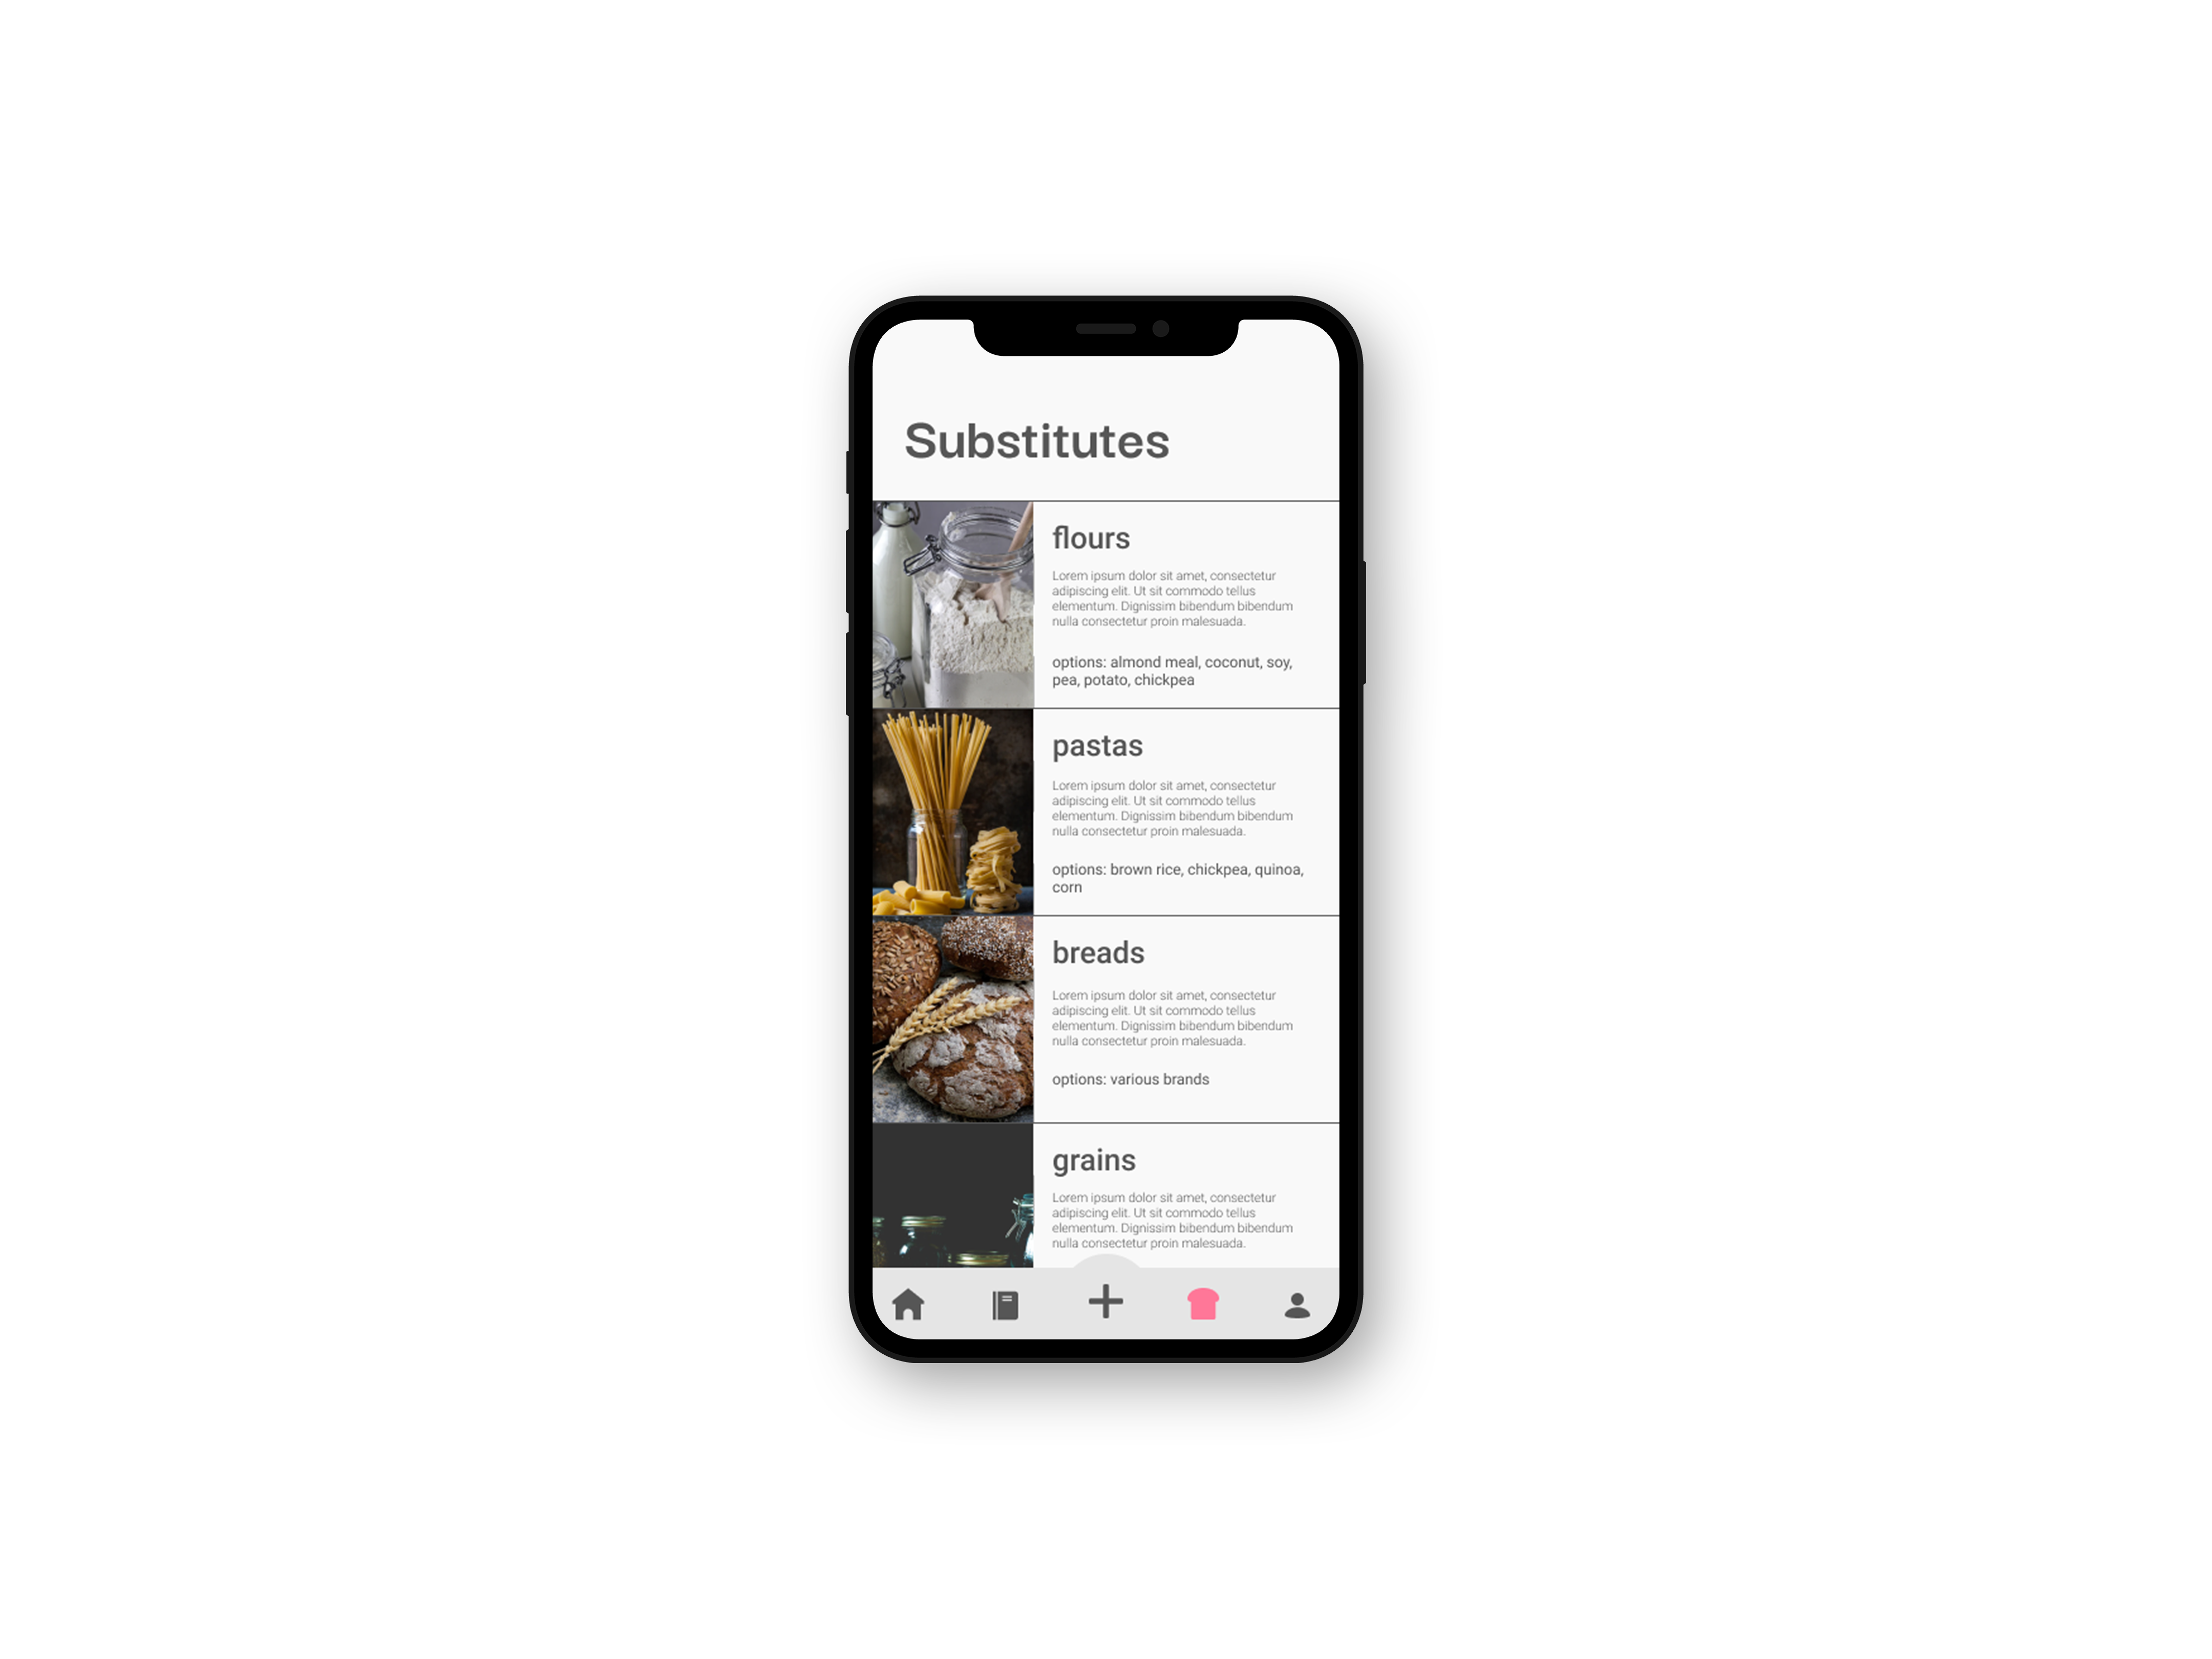 Substitutes
flours
Lorem ipsum dolor sit amet, consectetur
adipiscing elit. Ut sit commodo tellus
elementum. Dignissim bibendum bibendum
nulla consectetur proin malesuada.
options: almond meal, coconut, soy,
pea, potato, chickpea
pastas
Lorem ipsum dolor sit amet, consectetur
adipiscing elit. Ut sit commodo tellus
elementum. Dignissim bibendum bibendum
nulla consectetur proin malesuada.
options: brown rice, chickpea, quinoa,
corn
breads
Lorem ipsum dolor sit amet, consectetur
adipiscing elit. Ut sit commodo tellus
elementum. Dignissim bibendum bibendum
nulla consectetur proin malesuada.
options: various brands
grains
Lorem ipsum dolor sit amet, consectetur
adipiscing elit. Ut sit commodo tellus
elementum. Dignissim bibendum bibendum
nulla consectetur proin malesuada.